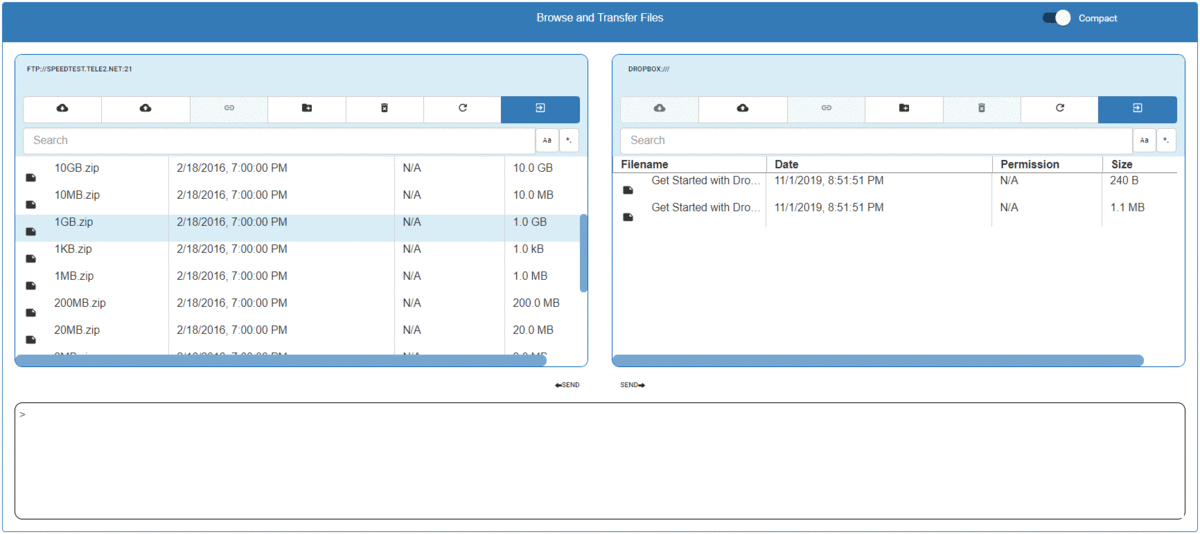 Browse and Transfer Files
Compact
FTP://SPEEDTEST.TELE2.NET:21
Search
Aa
*.
10GB.zip 2/18/2016, 7:00:00 PM N/A 10.0 GB
10MB.zip 2/18/2016, 7:00:00 PM N/A 10.0 MB
1GB.zip 2/18/2016, 7:00:00 PM N/A 1.0 GB
1KB.zip 2/18/2016, 7:00:00 PM N/A 1.0 kB
1MB.zip 2/18/2016, 7:00:00 PM N/A 1.0 MB
200MB.zip 2/18/2016, 7:00:00 PM N/A 200.0 MB
20MB.zip 2/18/2016, 7:00:00 PM N/A 20.0 MB
DROPBOX:///
Search
Aa
*.
Filename Date Permission Size
Get Started with Dro... 11/1/2019, 8:51:51 PM N/A 240 B
Get Started with Dro... 11/1/2019, 8:51:51 PM N/A 1.1 MB
SEND
SEND
>